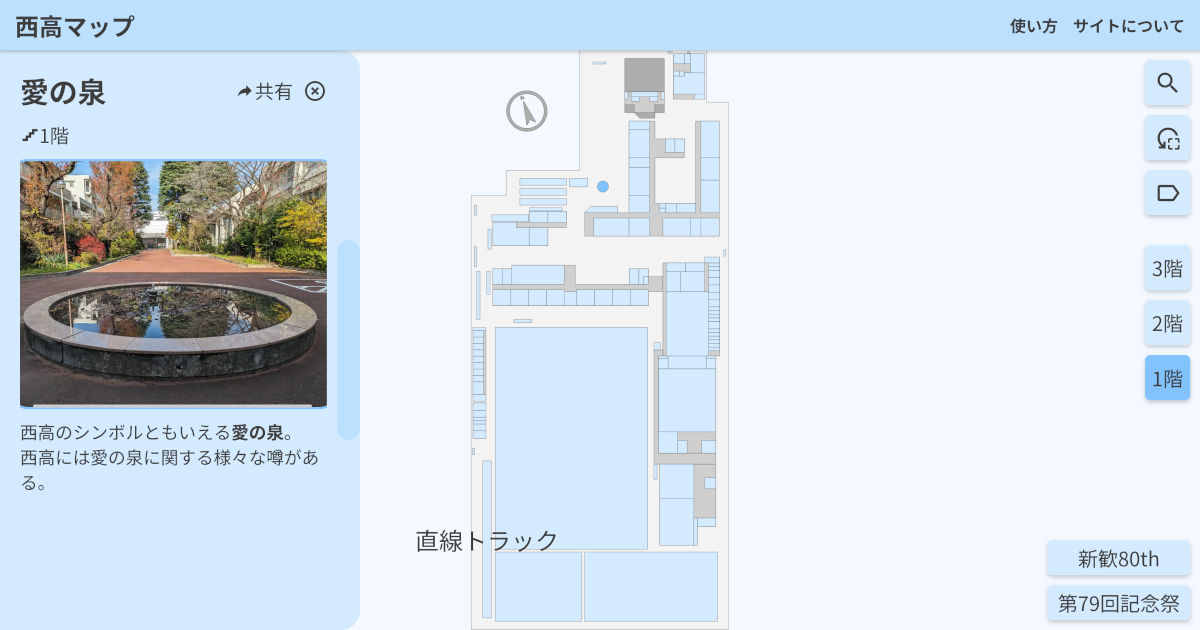 西高マップ
使い方 サイトについて
愛の泉
共有
1階
西高のシンボルともいえる愛の泉。
西高には愛の泉に関する様々な噂があ
る。
直線トラック
3階
2階
1階
新歓80th
第79回記念祭